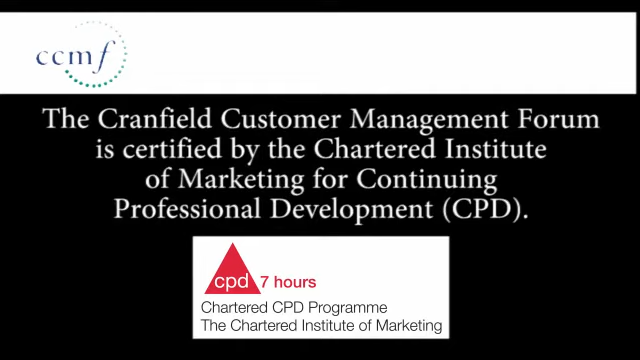 ccmf
The Cranfield Customer Management Forum
is certified by the Chartered Institute
of Marketing for Continuing
Professional Development (CPD).
cpd 7 hours
Chartered CPD Programme
The Chartered Institute of Marketing